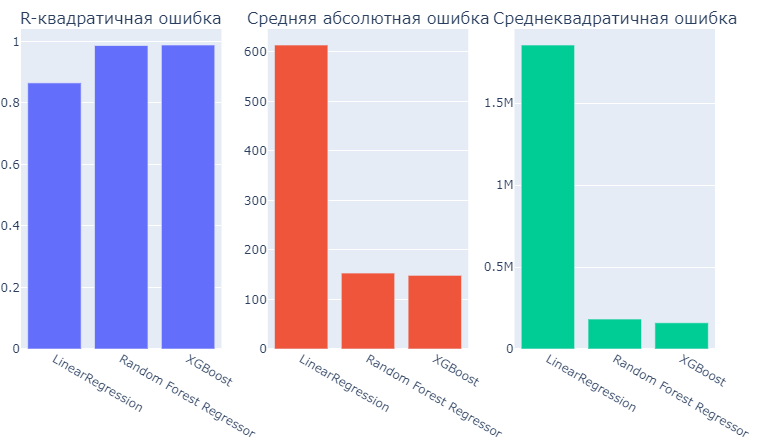 R-квадратичная ошибка
Средняя абсолютная ошибка
Среднеквадратичная ошибка
1
0.8
0.6
0.4
0.2
0
LinearRegression
Random Forest Regressor
XGBoost
600
500
400
300
200
100
0
LinearRegression
Random Forest Regressor
XGBoost
1.5M
1M
0.5M
0
LinearRegression
Random Forest Regressor
XGBoost